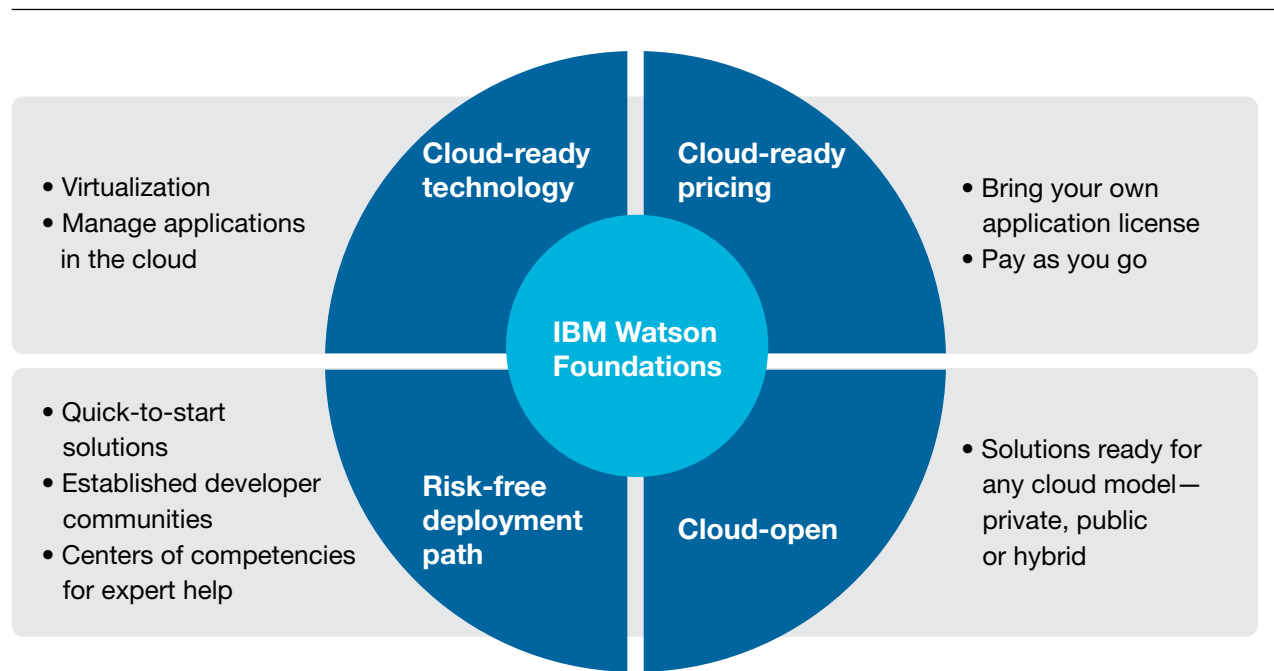 Cloud-ready
technology
Cloud-ready
pricing
• Virtualization
• Manage applications
in the cloud
• Bring your own
application license
• Pay as you go
IBM Watson
Foundations
• Quick-to-start
solutions
• Established developer
communities
• Centers of competencies
for expert help
Risk-free
deployment
path
Cloud-open
• Solutions ready for
any cloud model—
private, public
or hybrid